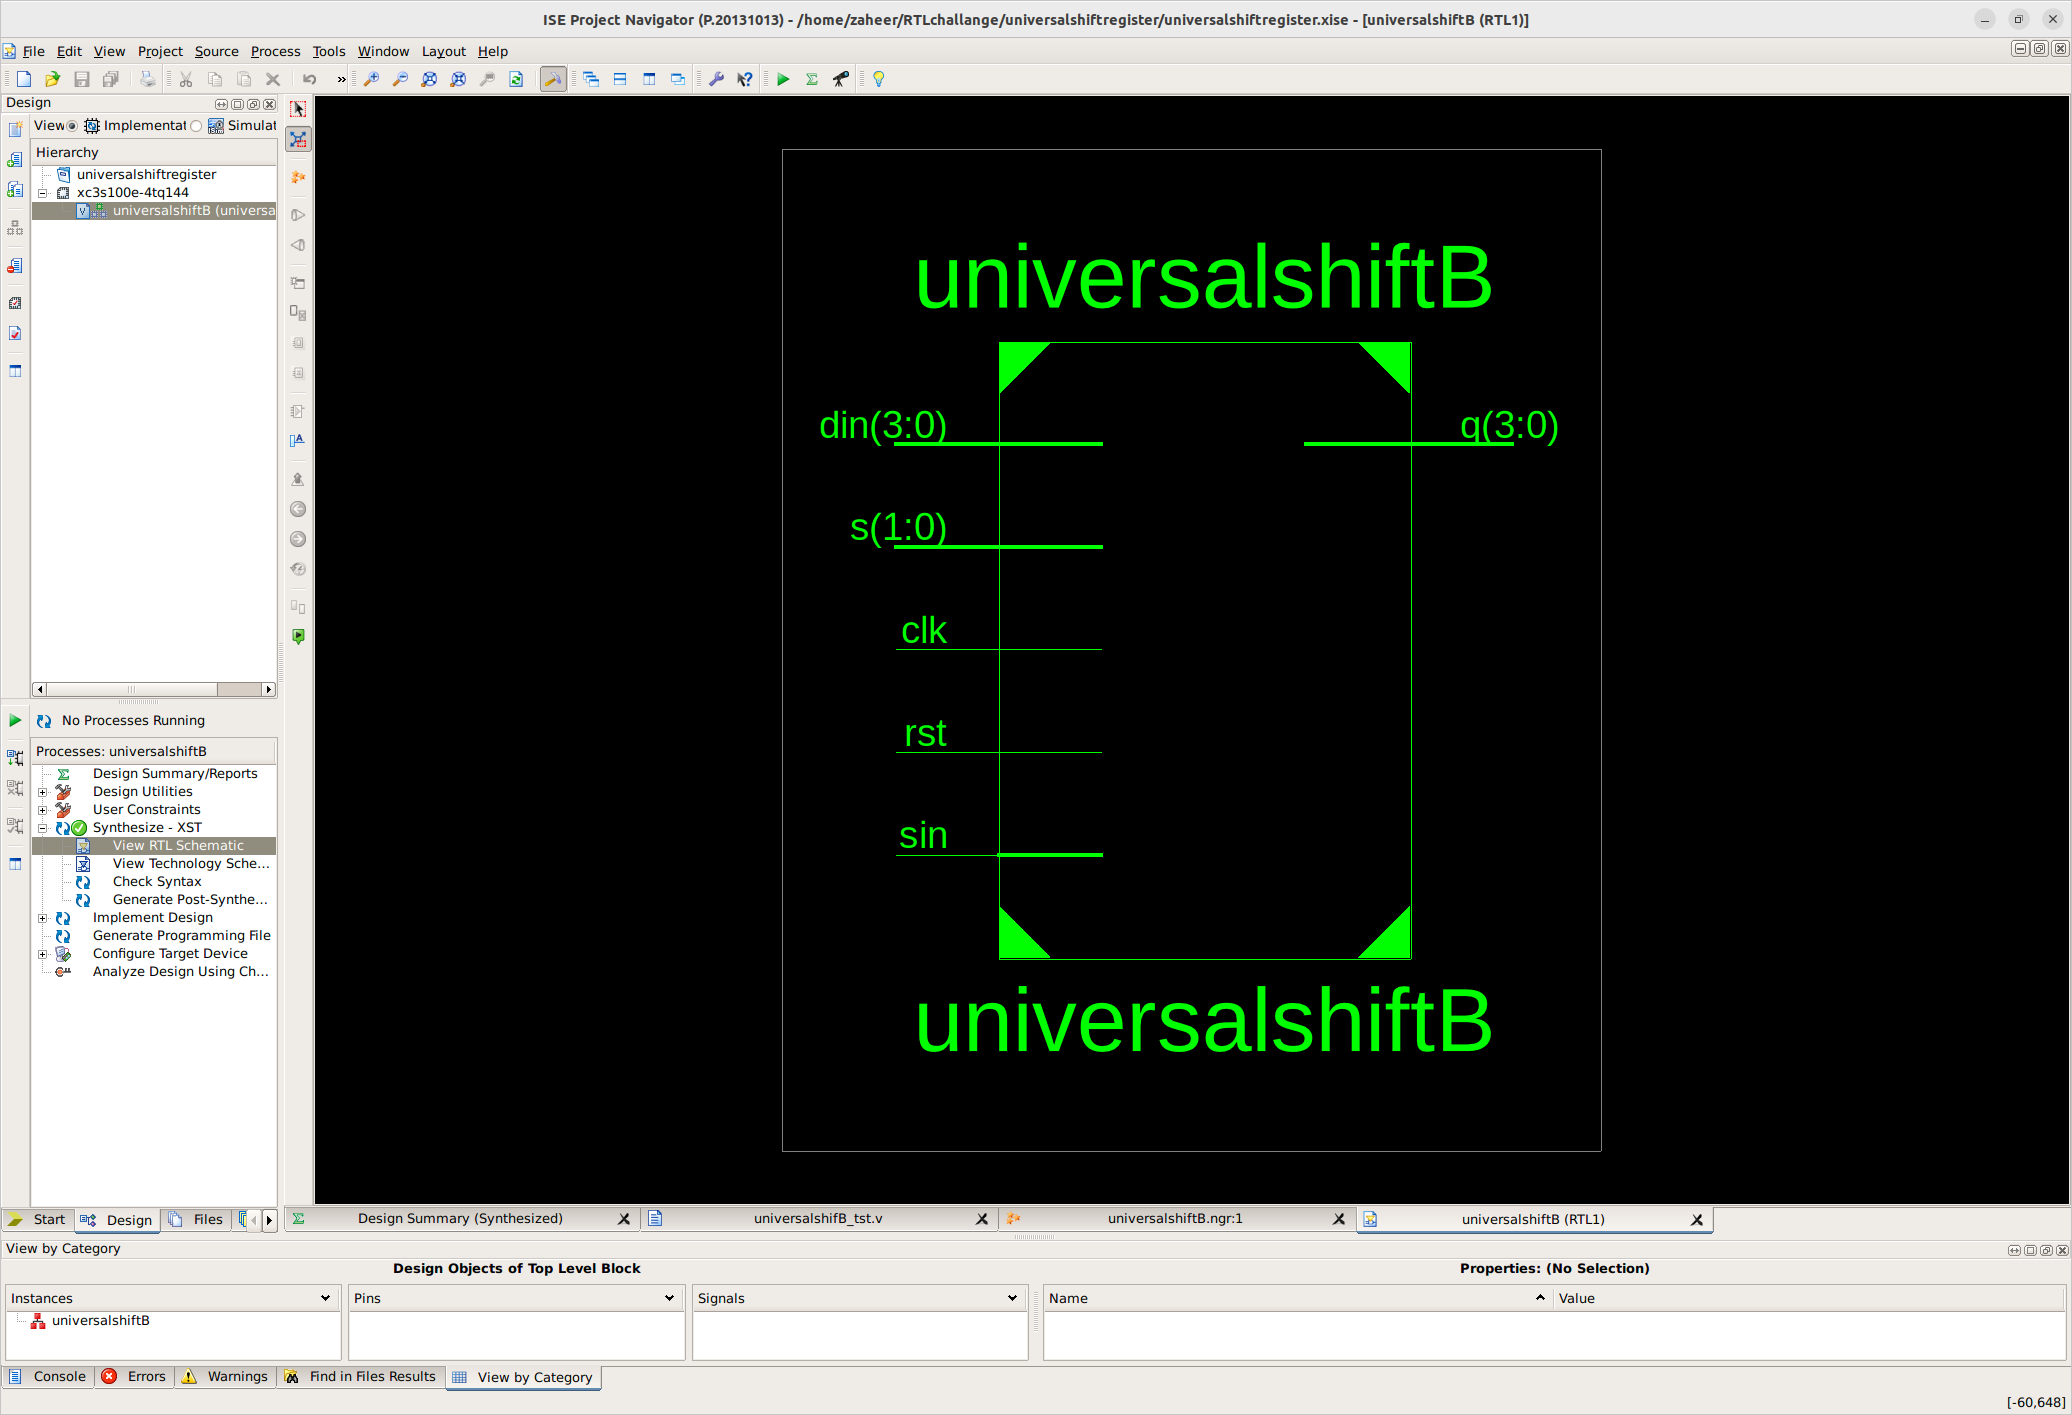 ISE Project Navigator (P.20131013) - /home/zaheer/RTLchallange/universalshiftregister/universalshiftregister.xise - [universalshiftB (RTL1)]
File Edit View Project Source Process Tools Window Layout Help
Design
View Implementat Simulat
Hierarchy
universalshiftregister
xc3s100e-4tq144
universalshiftB (universa
No Processes Running
Processes: universalshiftB
Design Summary/Reports
Design Utilities
User Constraints
Synthesize - XST
View RTL Schematic
View Technology Sche...
Check Syntax
Generate Post-Synthe...
Implement Design
Generate Programming File
Configure Target Device
Analyze Design Using Ch...
Start Design Files
universalshiftB
din(3:0)
q(3:0)
s(1:0)
clk
rst
sin
universalshiftB
Design Summary (Synthesized) universalshifB_tst.v universalshiftB.ngr:1 universalshiftB (RTL1)
View by Category
Design Objects of Top Level Block
Properties: (No Selection)
Instances Pins Signals Name Value
universalshiftB
Console Errors Warnings Find in Files Results View by Category
[-60,648]